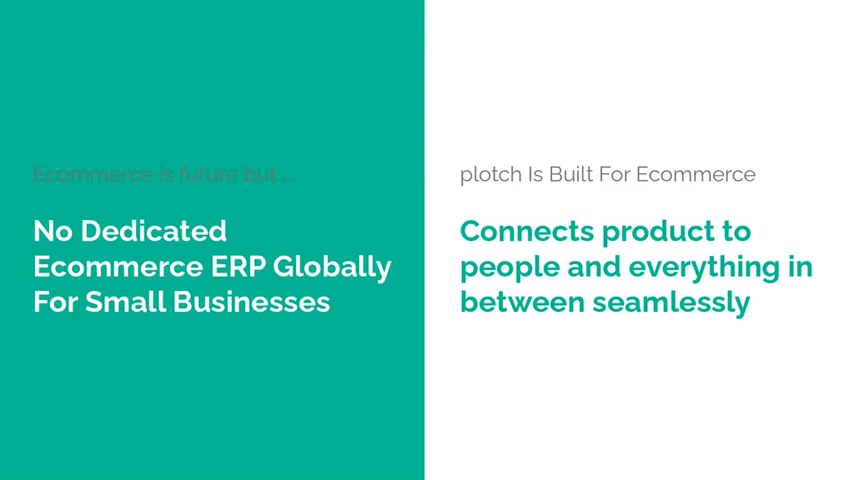 Ecommerce is future but ...
No Dedicated
Ecommerce ERP Globally
For Small Businesses
plotch Is Built For Ecommerce
Connects product to
people and everything in
between seamlessly